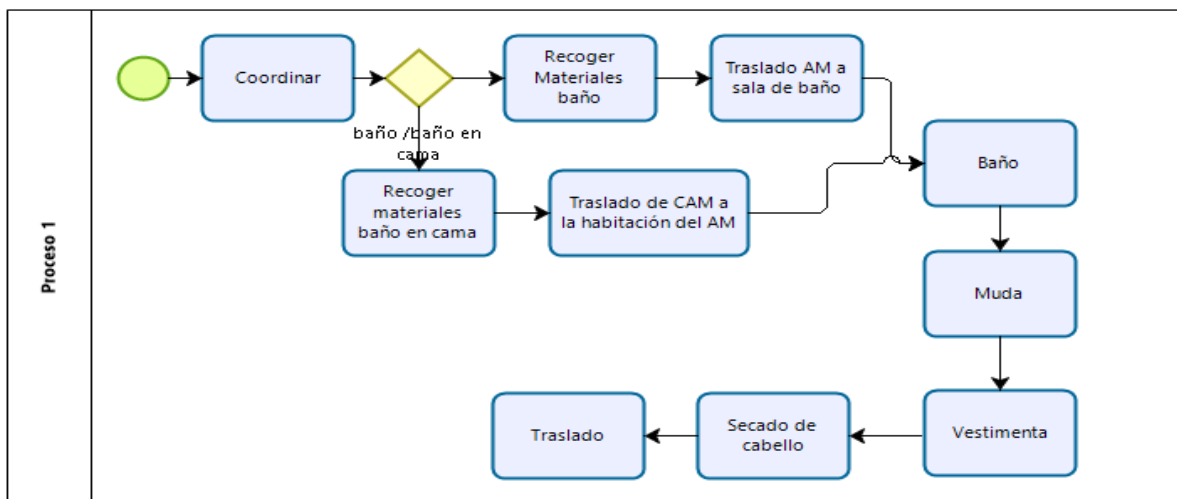 Proceso 1
Coordinar
baño /baño en
cama
Recoger
Materiales
baño
Traslado AM a
sala de baño
Recoger
materiales
baño en cama
Traslado de CAM a
la habitación del AM
Baño
Muda
Vestimenta
Secado de
cabello
Traslado